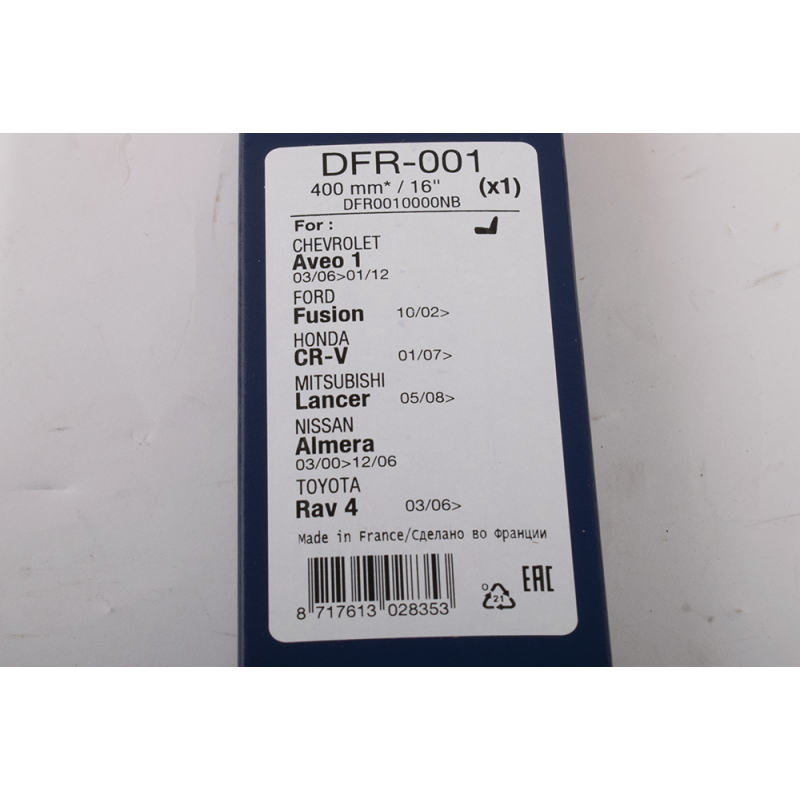 DFR-001
400 mm* / 16" (x1)
DFR0010000NB
For :
CHEVROLET
Aveo 1
03/06>01/12
FORD
Fusion 10/02>
HONDA
CR-V 01/07>
MITSUBISHI
Lancer 05/08>
NISSAN
Almera
03/00>12/06
TOYOTA
Rav 4 03/06>
Made in France/Сделано во Франции
8 717613 028353
21
EAC